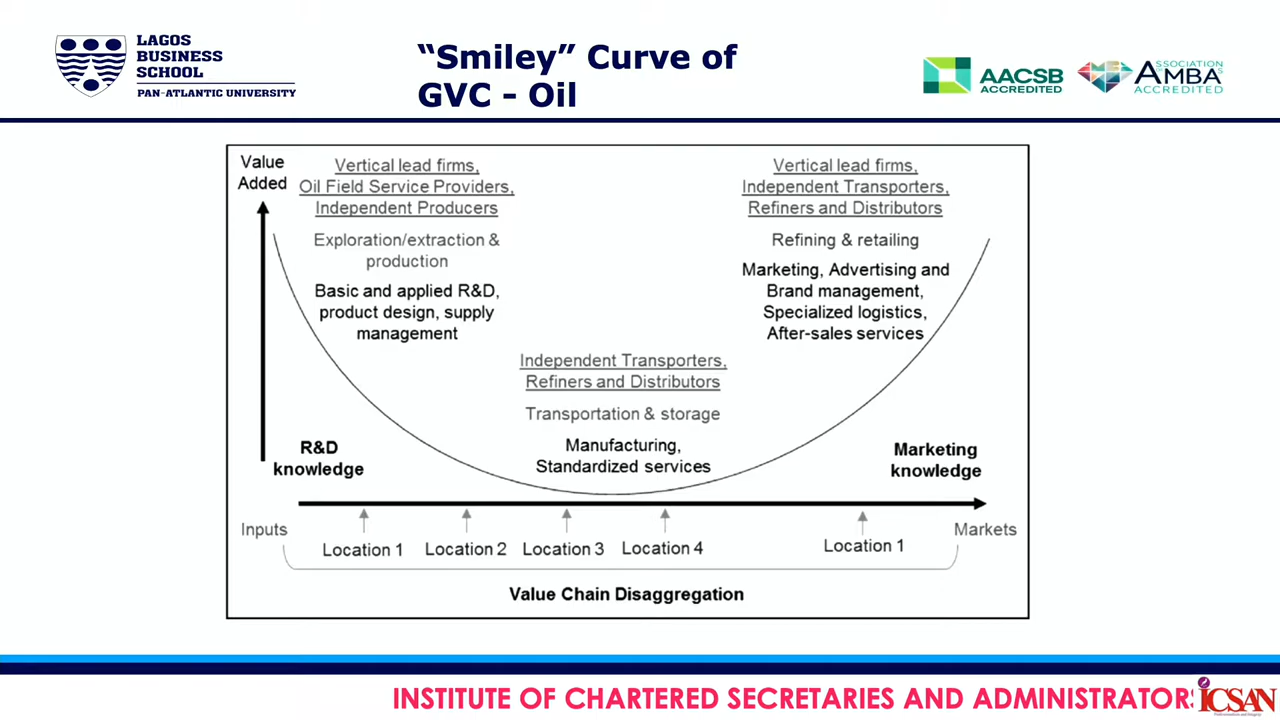 LAGOS
BUSINESS
SCHOOL
PAN-ATLANTIC UNIVERSITY
“Smiley” Curve of
GVC - Oil
AACSB
ACCREDITED
ASSOCIATION
AMBA
ACCREDITED
Value
Added
Vertical lead firms,
Oil Field Service Providers,
Independent Producers
Exploration/extraction &
production
Basic and applied R&D,
product design, supply
management
Vertical lead firms,
Independent Transporters,
Refiners and Distributors
Refining & retailing
Marketing, Advertising and
Brand management,
Specialized logistics,
After-sales services
Independent Transporters,
Refiners and Distributors
Transportation & storage
Manufacturing,
Standardized services
R&D
knowledge
Marketing
knowledge
Inputs
Location 1
Location 2
Location 3
Location 4
Location 1
Markets
Value Chain Disaggregation
INSTITUTE OF CHARTERED SECRETARIES AND ADMINISTRATORS
ICSAN